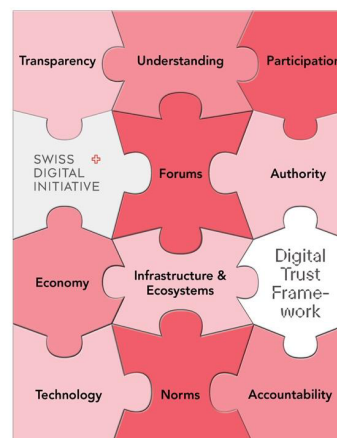 Transparency
Understanding
Participation
SWISS
DIGITAL
INITIATIVE
Forums
Authority
Economy
Infrastructure &
Ecosystems
Digital
Trust
Frame-
work
Technology
Norms
Accountability